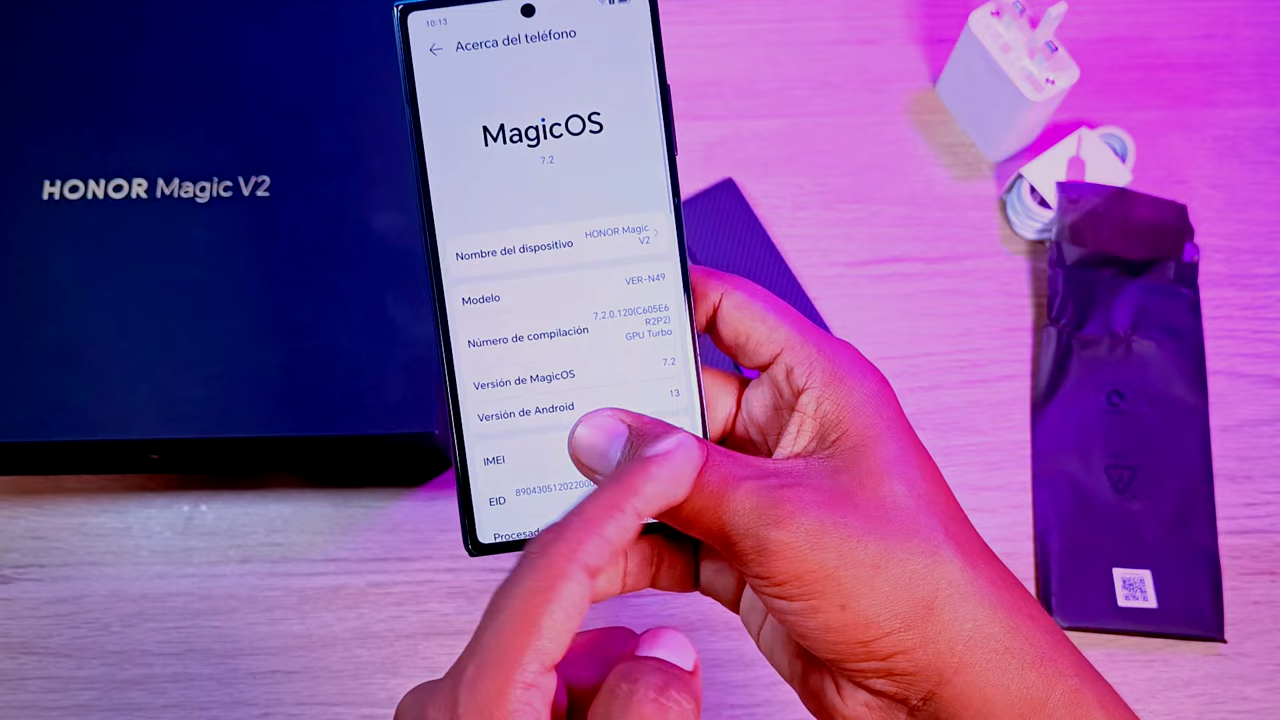 HONOR Magic V2
10:13
Acerca del teléfono
MagicOS
7.2
Nombre del dispositivo
HONOR Magic
V2
Modelo
VER-N49
Número de compilación
7.2.0.120(C605E6
R2P2)
GPU Turbo
Versión de MagicOS
7.2
Versión de Android
13
IMEI
EID
Procesad